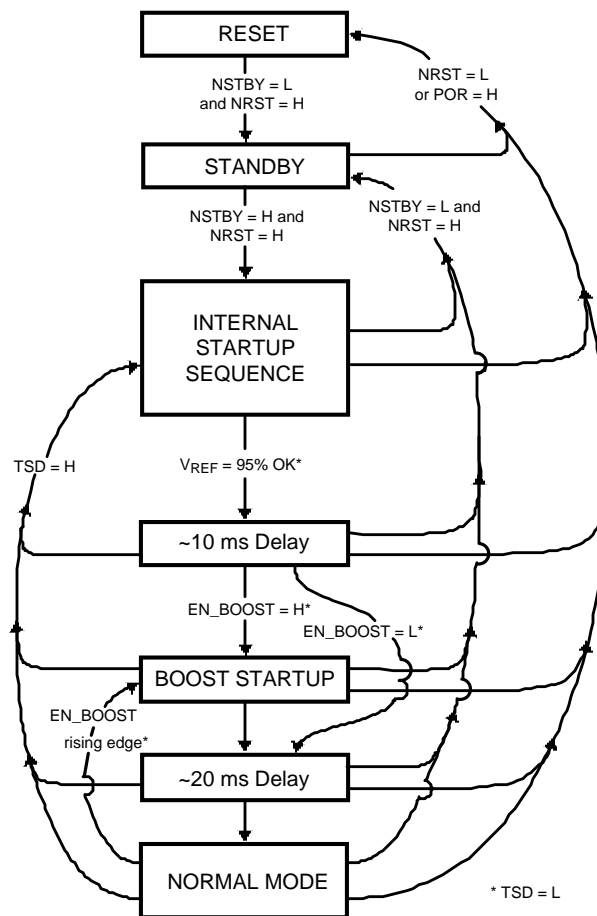 RESET
NSTBY = L
and NRST = H
NRST = L
or POR = H
STANDBY
NSTBY = H and
NRST = H
NSTBY = L and
NRST = H
INTERNAL
STARTUP
SEQUENCE
TSD = H
VREF = 95% OK*
~10 ms Delay
EN_BOOST = H*
EN_BOOST = L*
BOOST STARTUP
EN_BOOST
rising edge*
~20 ms Delay
NORMAL MODE
* TSD = L